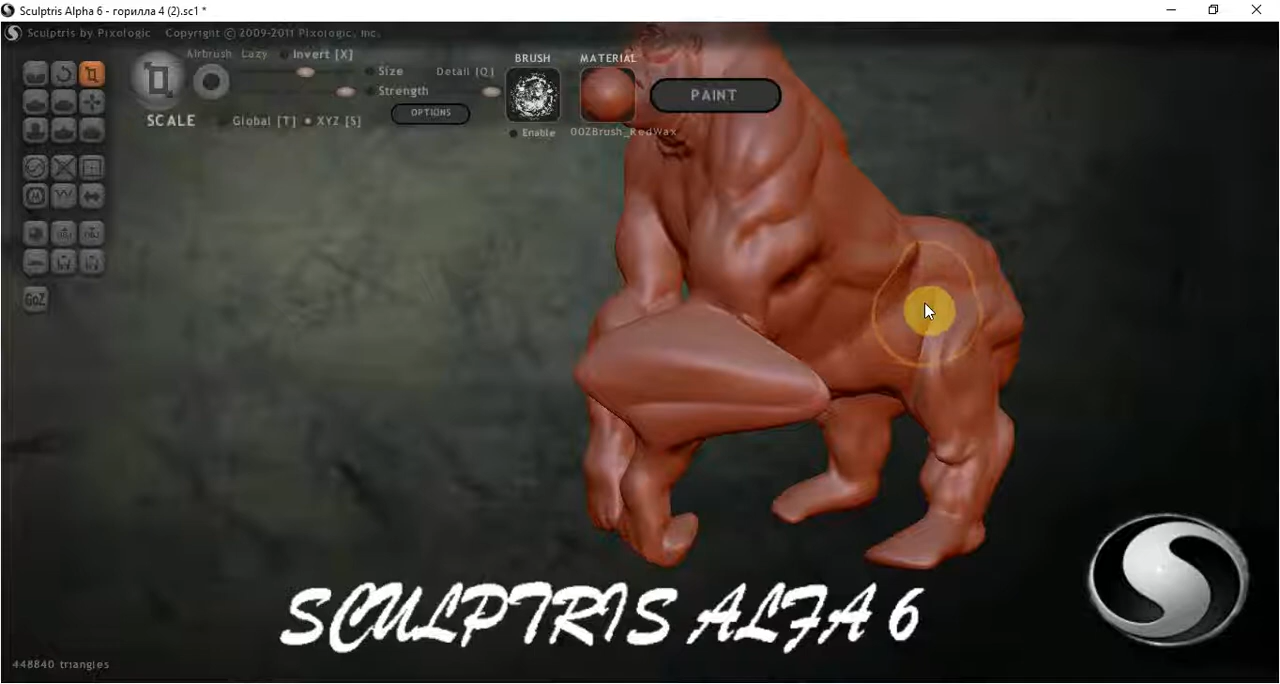 Sculptris Alpha 6 - горилла 4 (2).sc1 *
Sculptris by Pixologic Copyright © 2009-2011 Pixologic, Inc.
Airbrush Lazy Invert [X]
BRUSH MATERIAL
Size Detail [Q]
Strength
PAINT
OPTIONS
SCALE Global [T] XYZ [S]
Enable 00ZBrush_RedWax
GoZ
SCULPTRIS ALFA 6
448840 triangles